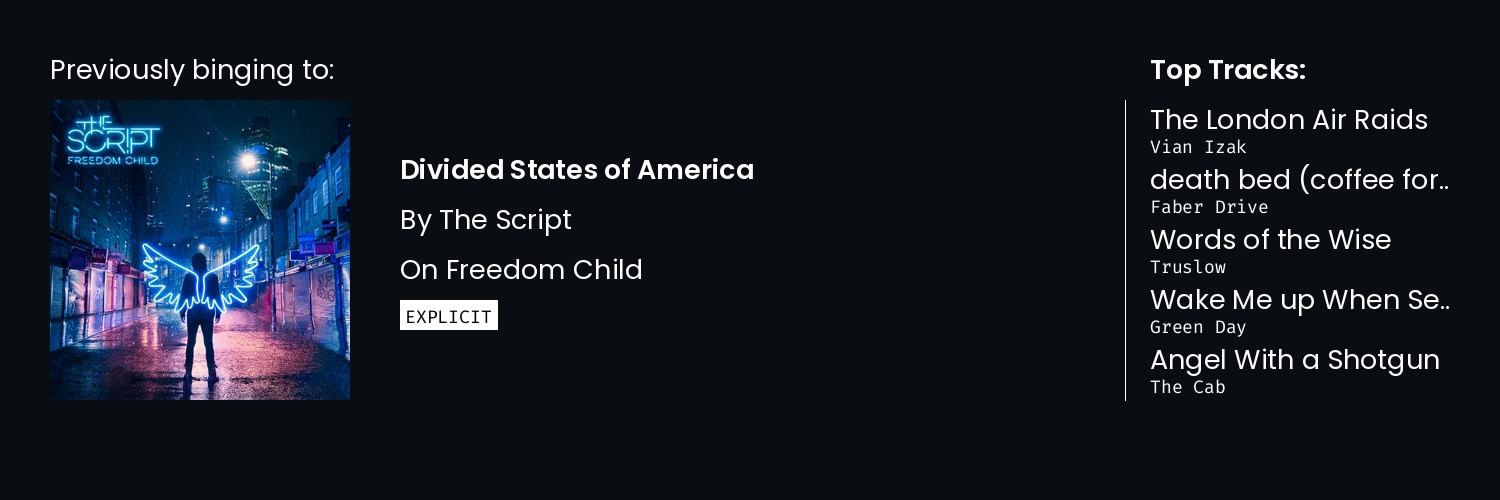 Previously binging to:
THE
SCRIPT
FREEDOM CHILD
Divided States of America
By The Script
On Freedom Child
EXPLICIT
Top Tracks:
The London Air Raids
Vian Izak
death bed (coffee for..
Faber Drive
Words of the Wise
Truslow
Wake Me up When Se..
Green Day
Angel With a Shotgun
The Cab